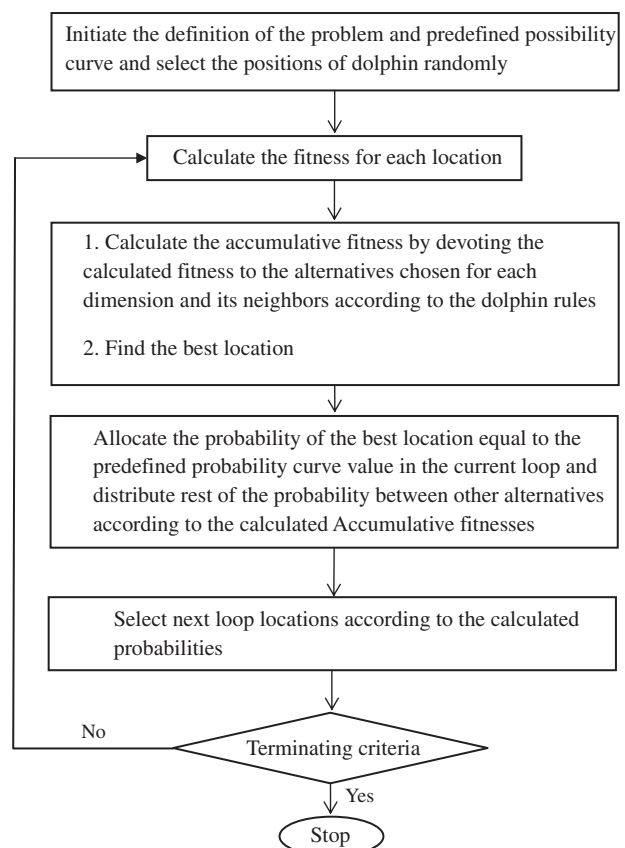 Initiate the definition of the problem and predefined possibility
curve and select the positions of dolphin randomly
Calculate the fitness for each location
1. Calculate the accumulative fitness by devoting the
calculated fitness to the alternatives chosen for each
dimension and its neighbors according to the dolphin rules
2. Find the best location
Allocate the probability of the best location equal to the
predefined probability curve value in the current loop and
distribute rest of the probability between other alternatives
according to the calculated Accumulative fitnesses
Select next loop locations according to the calculated
probabilities
No
Terminating criteria
Yes
Stop